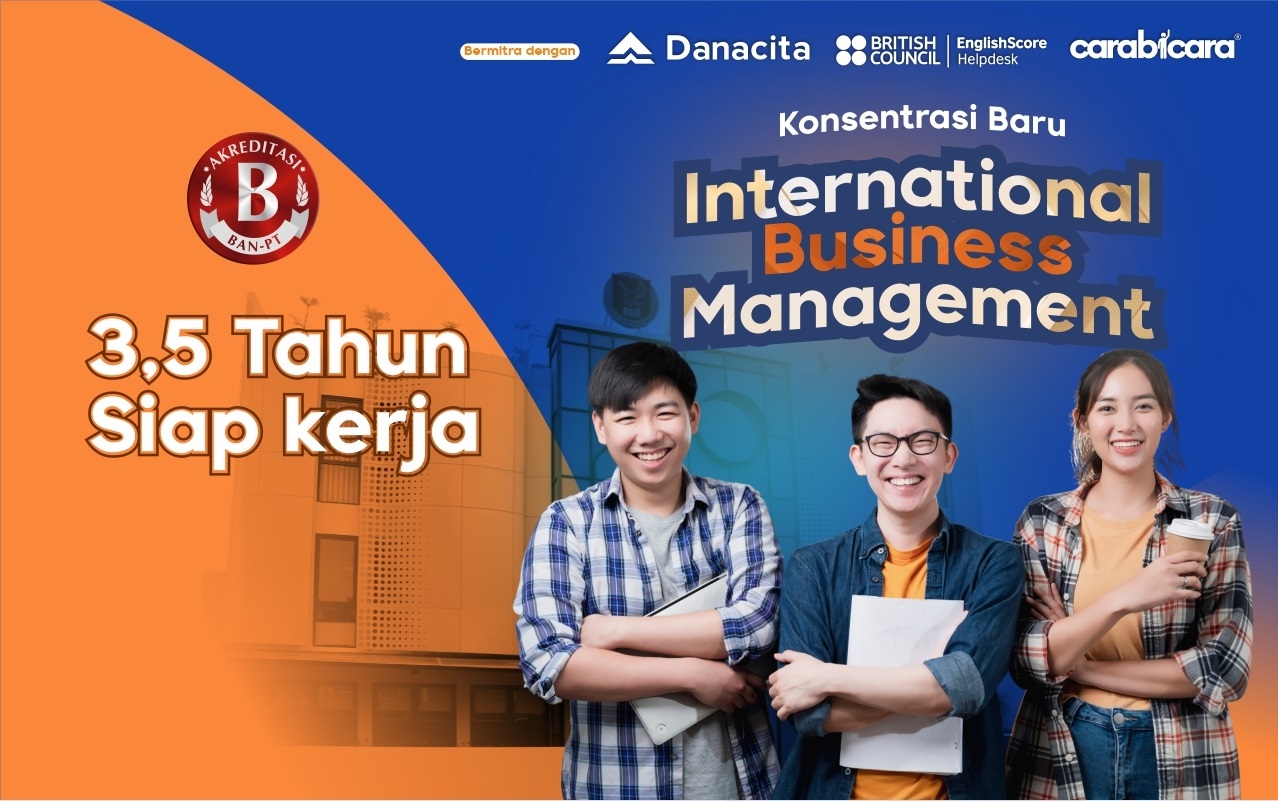 Bermitra dengan
Danacita
BRITISH COUNCIL
EnglishScore Helpdesk
carabicara®
Konsentrasi Baru
International
Business
Management
AKREDITASI
B
BAN-PT
3,5 Tahun
Siap kerja